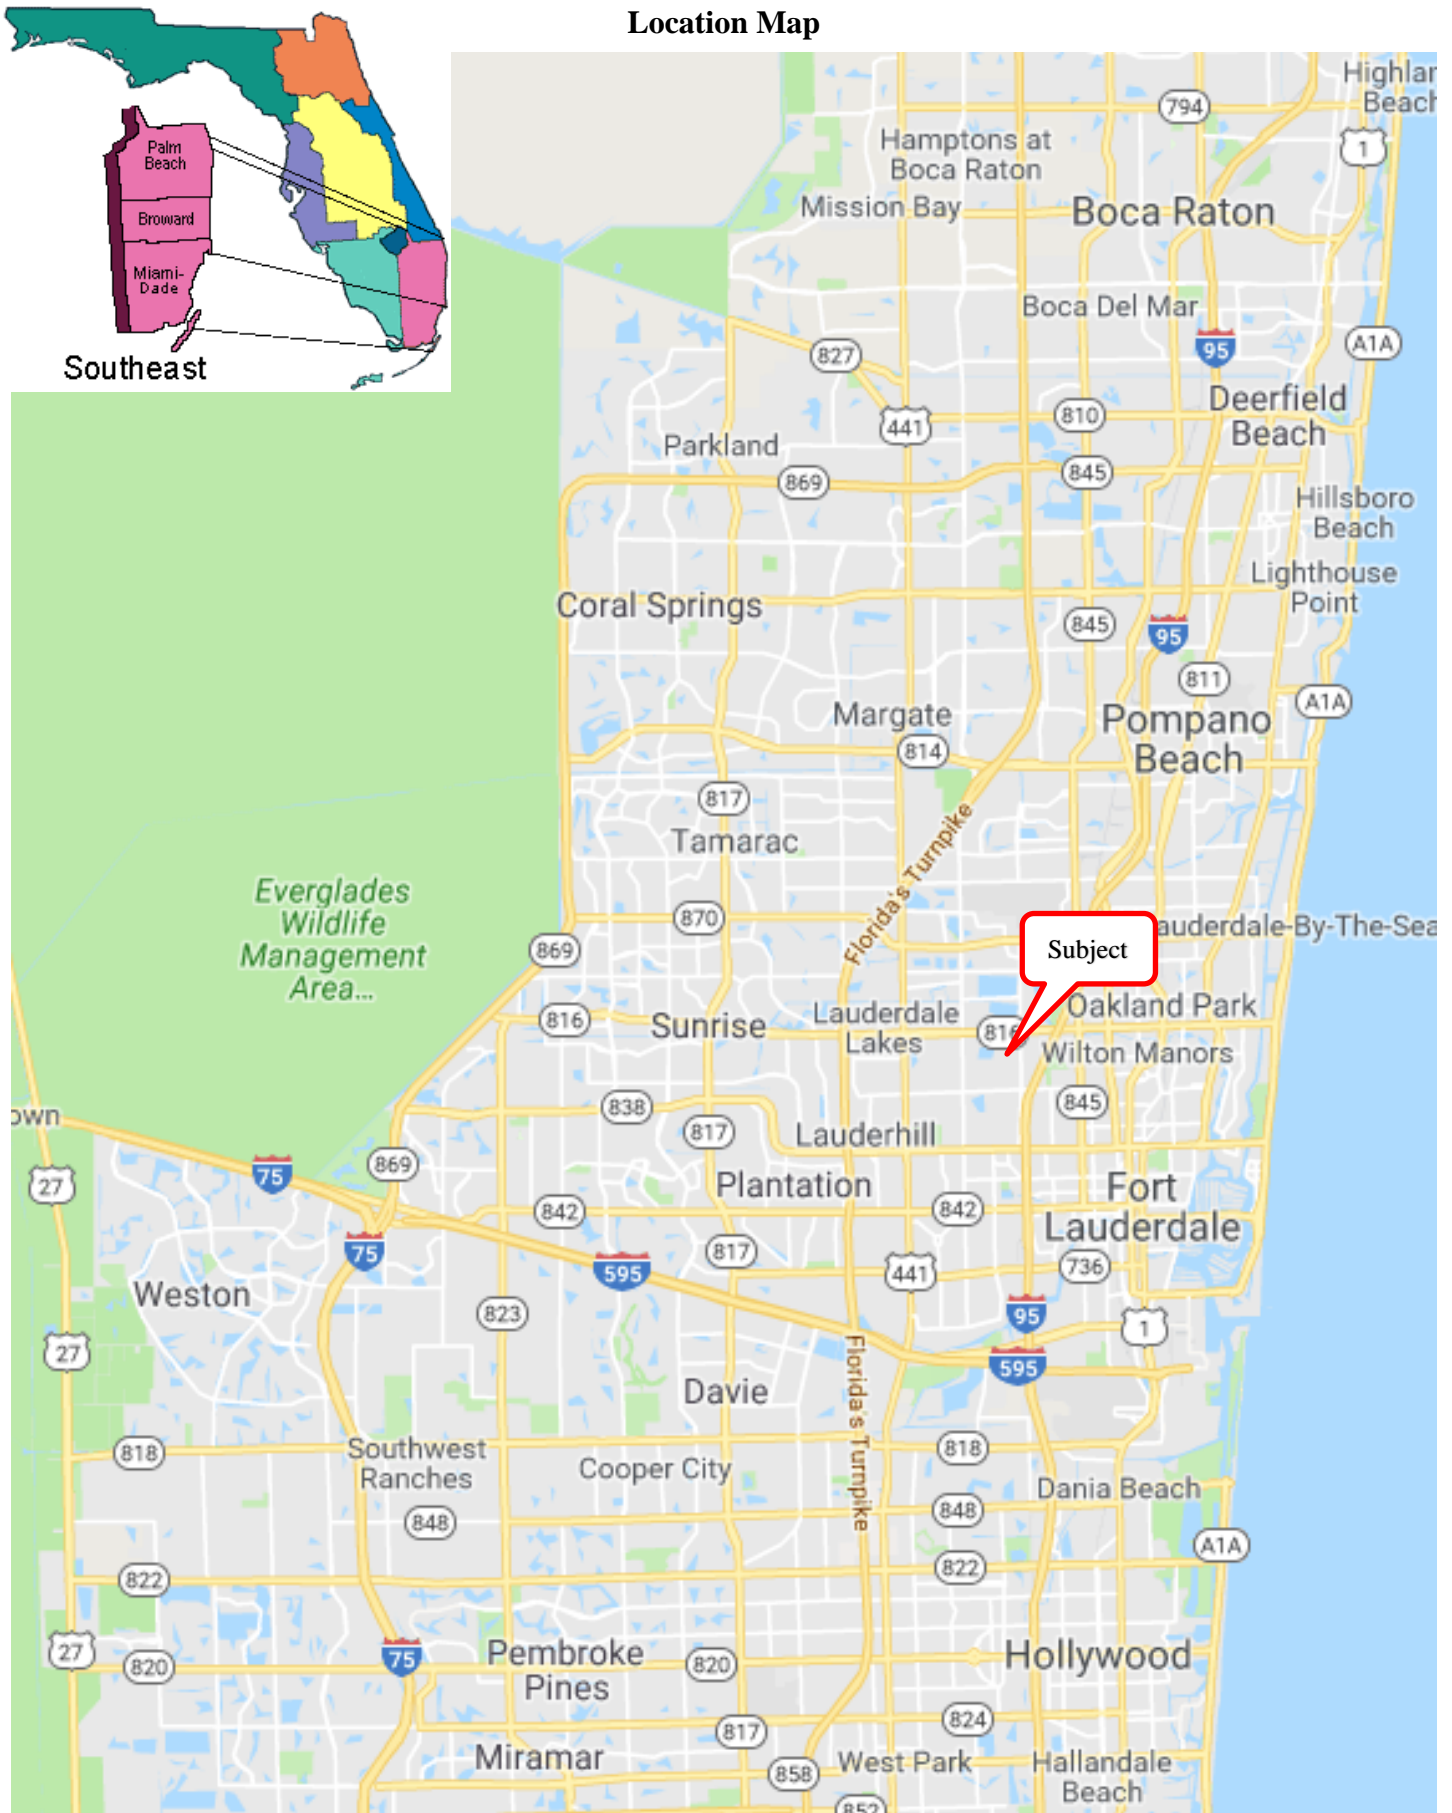 Location Map
Palm
Beach
Broward
Miami-
Dade
Southeast
Highlan
Beach
794
1
Hamptons at
Boca Raton
Mission Bay
Boca Raton
Boca Del Mar
95
A1A
827
Deerfield
Beach
441
810
Parkland
845
869
Hillsboro
Beach
Lighthouse
Point
Coral Springs
845
95
811
A1A
Margate
Pompano
Beach
814
817
Tamarac
Florida's Turnpike
Everglades
Wildlife
Management
Area...
870
869
Subject
auderdale-By-The-Sea
816
Sunrise
Lauderdale
Lakes
816
Oakland Park
Wilton Manors
own
838
845
817
Lauderhill
27
75
869
Plantation
Fort
Lauderdale
842
842
75
817
595
441
736
Weston
823
95
1
27
595
Florida's Turnpike
Davie
818
Southwest
Ranches
Cooper City
818
Dania Beach
848
848
A1A
822
822
27
820
75
Pembroke
Pines
820
Hollywood
824
817
Miramar
858
West Park
Hallandale
Beach
852